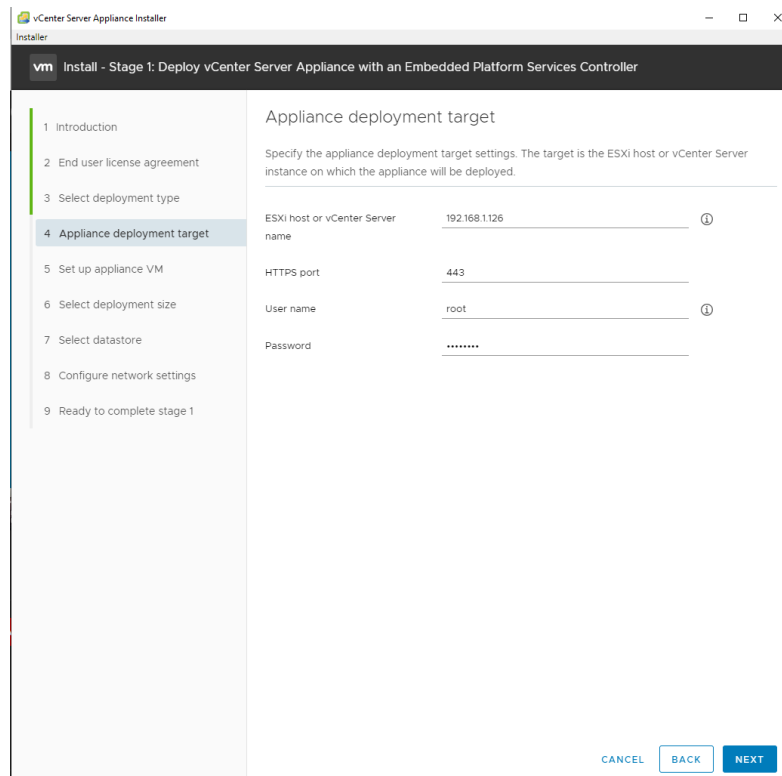 vCenter Server Appliance Installer
Installer
vm Install - Stage 1: Deploy vCenter Server Appliance with an Embedded Platform Services Controller
1 Introduction
2 End user license agreement
3 Select deployment type
4 Appliance deployment target
5 Set up appliance VM
6 Select deployment size
7 Select datastore
8 Configure network settings
9 Ready to complete stage 1
Appliance deployment target
Specify the appliance deployment target settings. The target is the ESXi host or vCenter Server
instance on which the appliance will be deployed.
ESXi host or vCenter Server
name
192.168.1.126
HTTPS port
443
User name
root
Password
••••••••
CANCEL
BACK
NEXT